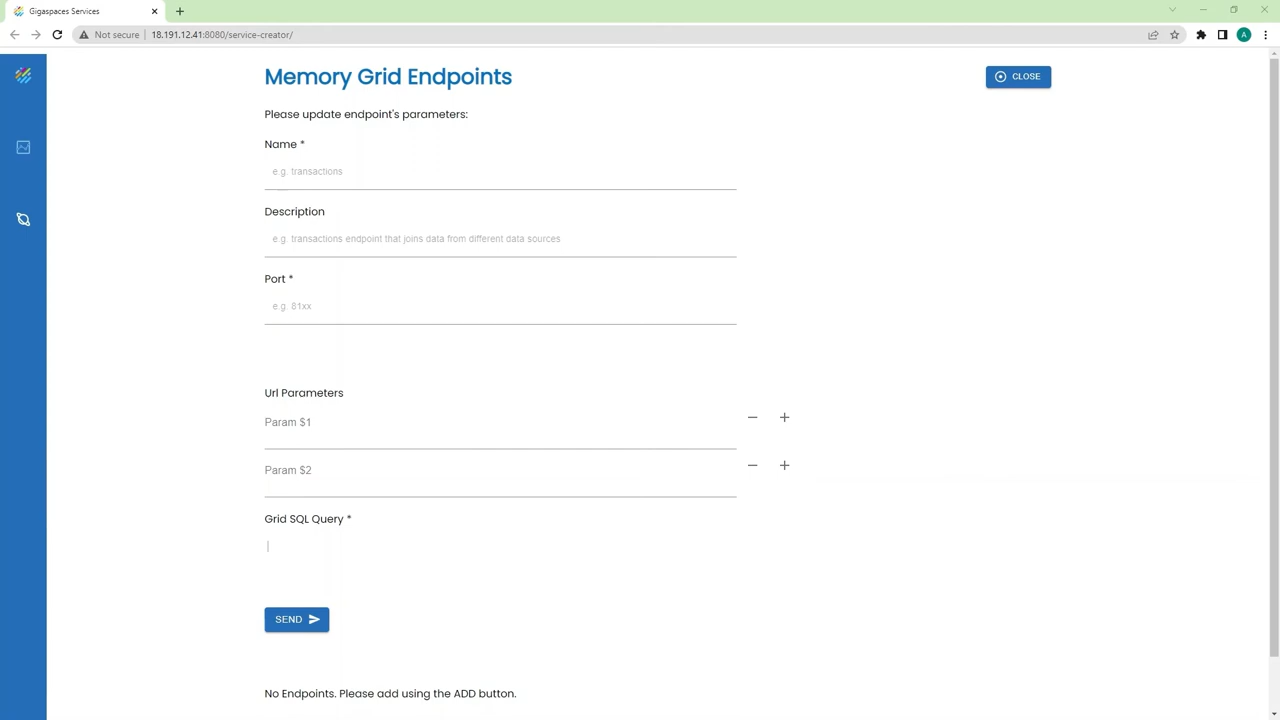 Gigaspaces Services
Not secure
18.191.12.41:8080/service-creator/
A
Memory Grid Endpoints
CLOSE
Please update endpoint's parameters:
Name *
e.g. transactions
Description
e.g. transactions endpoint that joins data from different data sources
Port *
e.g. 81xx
Url Parameters
Param $1
Param $2
Grid SQL Query *
SEND
No Endpoints. Please add using the ADD button.